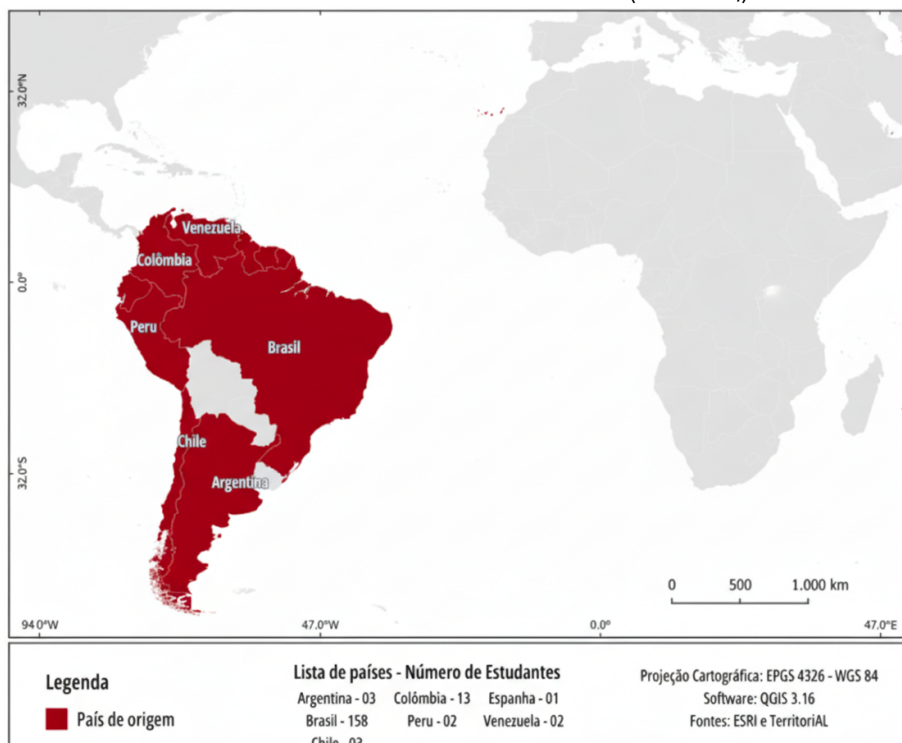 32.0°N
Venezuela
Colômbia
0.0°
Peru
Brasil
Chile
32.0°S
Argentina
0 500 1.000 km
94.0°W 47.0°W 0.0° 47.0°E
Legenda
País de origem
Lista de países - Número de Estudantes
Argentina - 03 Colômbia - 13 Espanha - 01
Brasil - 158 Peru - 02 Venezuela - 02
Chile - 03
Projeção Cartográfica: EPGS 4326 - WGS 84
Software: QGIS 3.16
Fontes: ESRI e TerritoriAL